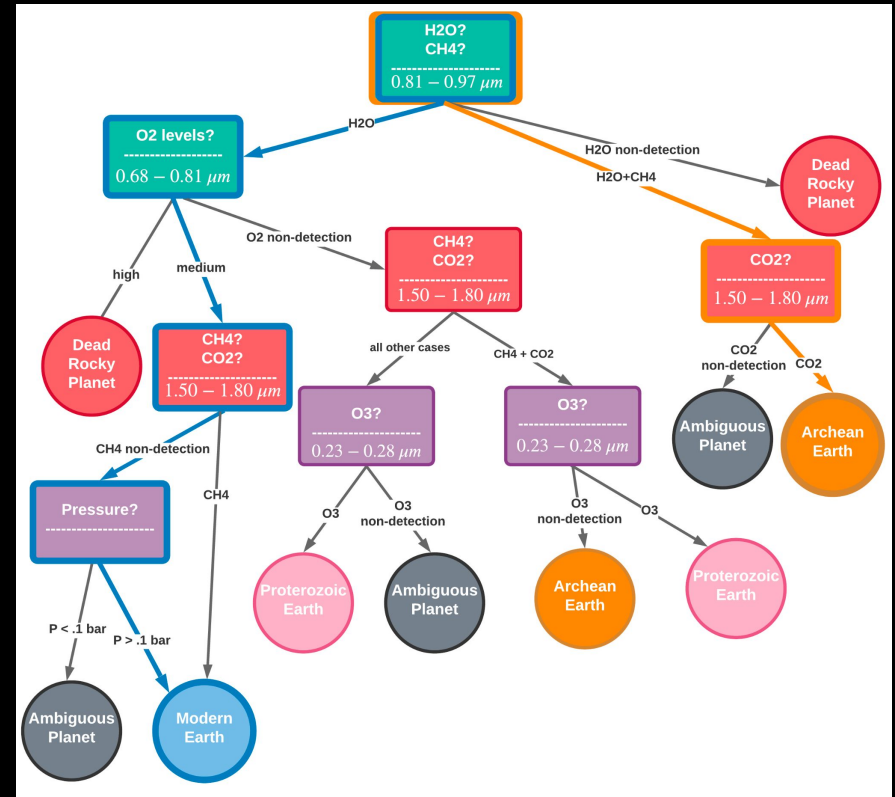 H2O?
CH4?
----------------------
0.81 − 0.97 μm
H2O
H2O non-detection
H2O+CH4
O2 levels?
--------------------
0.68 − 0.81 μm
Dead
Rocky
Planet
high
medium
O2 non-detection
CH4?
CO2?
----------------------
1.50 − 1.80 μm
CO2?
----------------------
1.50 − 1.80 μm
Dead
Rocky
Planet
CH4?
CO2?
----------------------
1.50 − 1.80 μm
all other cases
CH4 + CO2
CO2
non-detection
CO2
O3?
----------------------
0.23 − 0.28 μm
O3?
----------------------
0.23 − 0.28 μm
Ambiguous
Planet
Archean
Earth
CH4 non-detection
CH4
Pressure?
----------------------
O3
O3
non-detection
O3
non-detection
O3
Proterozoic
Earth
Ambiguous
Planet
Archean
Earth
Proterozoic
Earth
P < .1 bar
P > .1 bar
Ambiguous
Planet
Modern
Earth